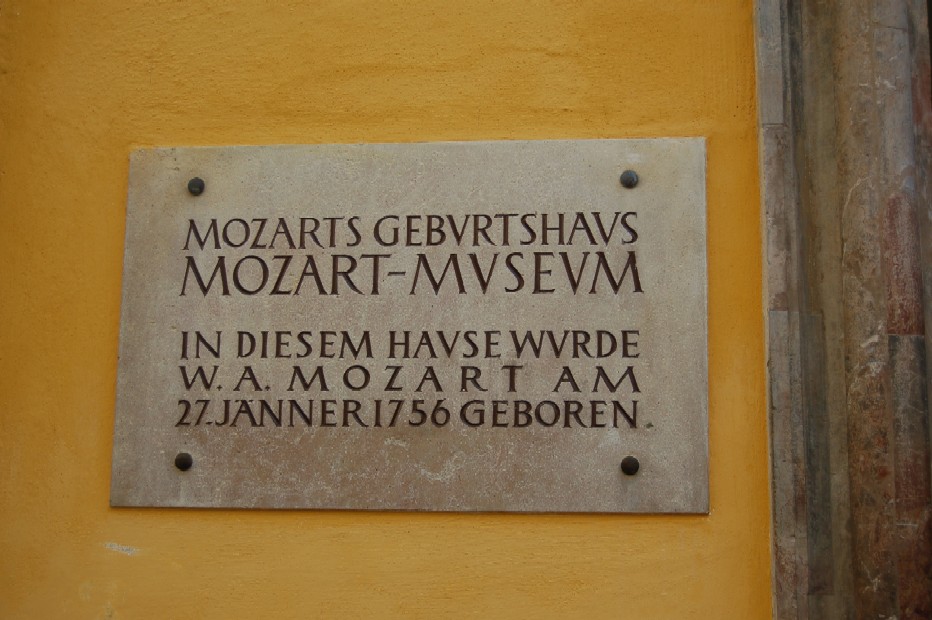 MOZARTS GEBVRTSHAVS
MOZART-MVSEVM
IN DIESEM HAVSE WVRDE
W. A. MOZART AM
27. JÄNNER 1756 GEBOREN.